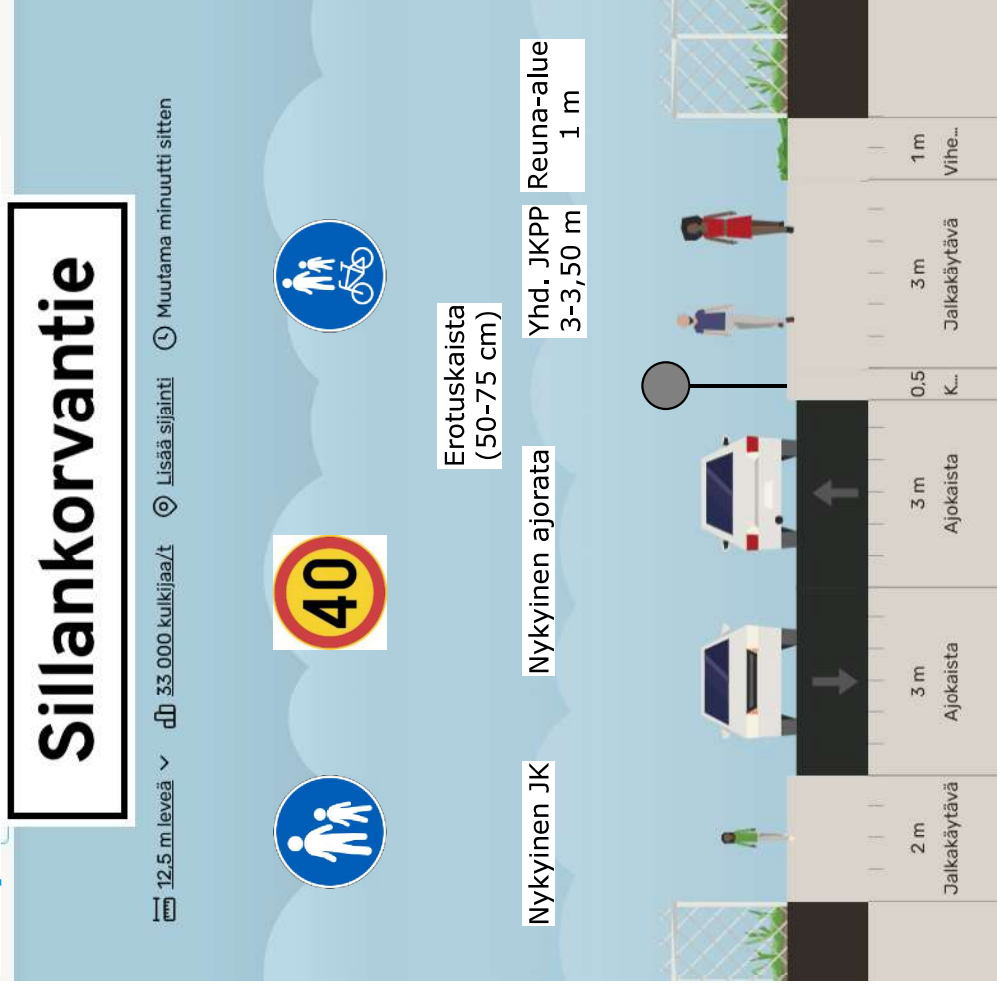 Sillankorvantie
12,5 m leveä
33 000 kulkijaa/t
Lisää sijainti
Muutama minuutti sitten
40
Erotuskaista
(50-75 cm)
Nykyinen JK
Nykyinen ajorata
Yhd. JKPP
3-3,50 m
Reuna-alue
1 m
2 m
Jalkakäytävä
3 m
Ajokaista
3 m
Ajokaista
0,5
K...
3 m
Jalkakäytävä
1 m
Vihe...